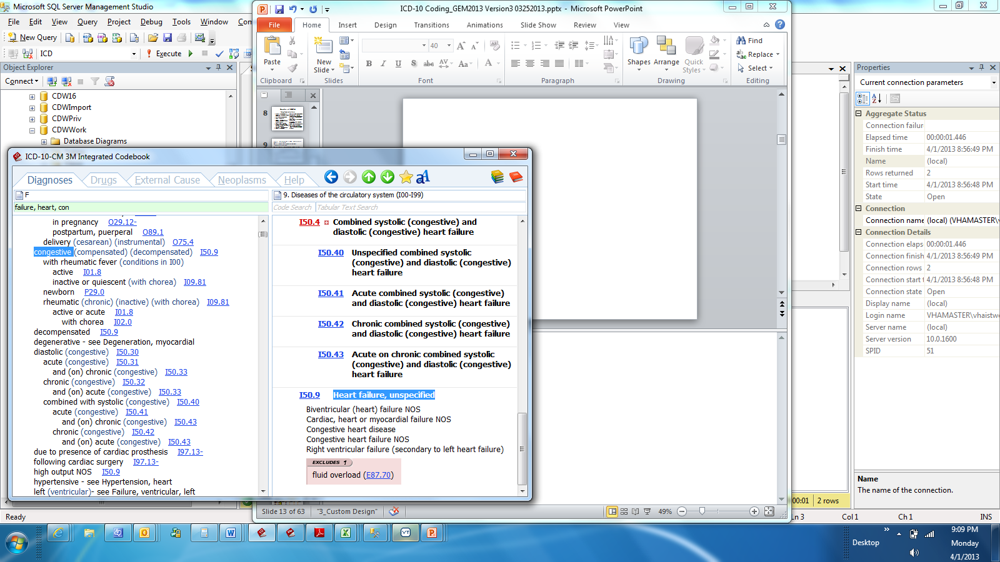 Microsoft SQL Server Management Studio
File Edit View Query Project Debug Tools Window Con
New Query
ICD Execute
Object Explorer
Connect
CDW16
CDWImport
CDWPriv
CDWWork
Database Diagrams
ICD-10 Coding_GEM2013 Version3 03252013.pptx - Microsoft PowerPoint
File Home Insert Design Transitions Animations Slide Show Review View
Paste
Clipboard
New Slide
Slides
40
B I U S abc AV Aa A
Font
Paragraph
Shapes Arrange Quick Styles
Drawing
Find
Replace
Select
Editing
8
9
ICD-10-CM 3M Integrated Codebook
Diagnoses Drugs External Cause Neoplasms Help
F
failure, heart, con
in pregnancy O29.12-
postpartum, puerperal O89.1
delivery (cesarean) (instrumental) O75.4
congestive (compensated) (decompensated) I50.9
with rheumatic fever (conditions in I00)
active I01.8
inactive or quiescent (with chorea) I09.81
newborn P29.0
rheumatic (chronic) (inactive) (with chorea) I09.81
active or acute I01.8
with chorea I02.0
decompensated I50.9
degenerative - see Degeneration, myocardial
diastolic (congestive) I50.30
acute (congestive) I50.31
and (on) chronic (congestive) I50.33
chronic (congestive) I50.32
and (on) acute (congestive) I50.33
combined with systolic (congestive) I50.40
acute (congestive) I50.41
and (on) chronic (congestive) I50.43
chronic (congestive) I50.42
and (on) acute (congestive) I50.43
due to presence of cardiac prosthesis I97.13-
following cardiac surgery I97.13-
high output NOS I50.9
hypertensive - see Hypertension, heart
left (ventricular)- see Failure, ventricular, left
9. Diseases of the circulatory system (I00-I99)
Code Search Tabular Text Search
I50.4 Combined systolic (congestive) and
diastolic (congestive) heart failure
I50.40 Unspecified combined systolic
(congestive) and diastolic (congestive)
heart failure
I50.41 Acute combined systolic (congestive)
and diastolic (congestive) heart failure
I50.42 Chronic combined systolic (congestive)
and diastolic (congestive) heart failure
I50.43 Acute on chronic combined systolic
(congestive) and diastolic (congestive)
heart failure
I50.9 Heart failure, unspecified
Biventricular (heart) failure NOS
Cardiac, heart or myocardial failure NOS
Congestive heart disease
Congestive heart failure NOS
Right ventricular failure (secondary to left heart failure)
EXCLUDES 1
fluid overload (E87.70)
Slide 13 of 63 "3_Custom Design" 49%
Properties
Current connection parameters
Aggregate Status
Connection failur
Elapsed time 00:00:01.446
Finish time 4/1/2013 8:56:49 PM
Name (local)
Rows returned 2
Start time 4/1/2013 8:56:48 PM
State Open
Connection
Connection name (local) (VHAMASTER\v
Connection Details
Connection elaps 00:00:01.446
Connection finish 4/1/2013 8:56:49 PM
Connection rows 2
Connection start t 4/1/2013 8:56:48 PM
Connection state Open
Display name (local)
Login name VHAMASTER\vhaistwe
Server name (local)
Server version 10.0.1600
SPID 51
Name
The name of the connection.
00:01 2 rows
Ready Ln 3 Col 1 Ch 1 INS
Desktop
9:09 PM
Monday
4/1/2013